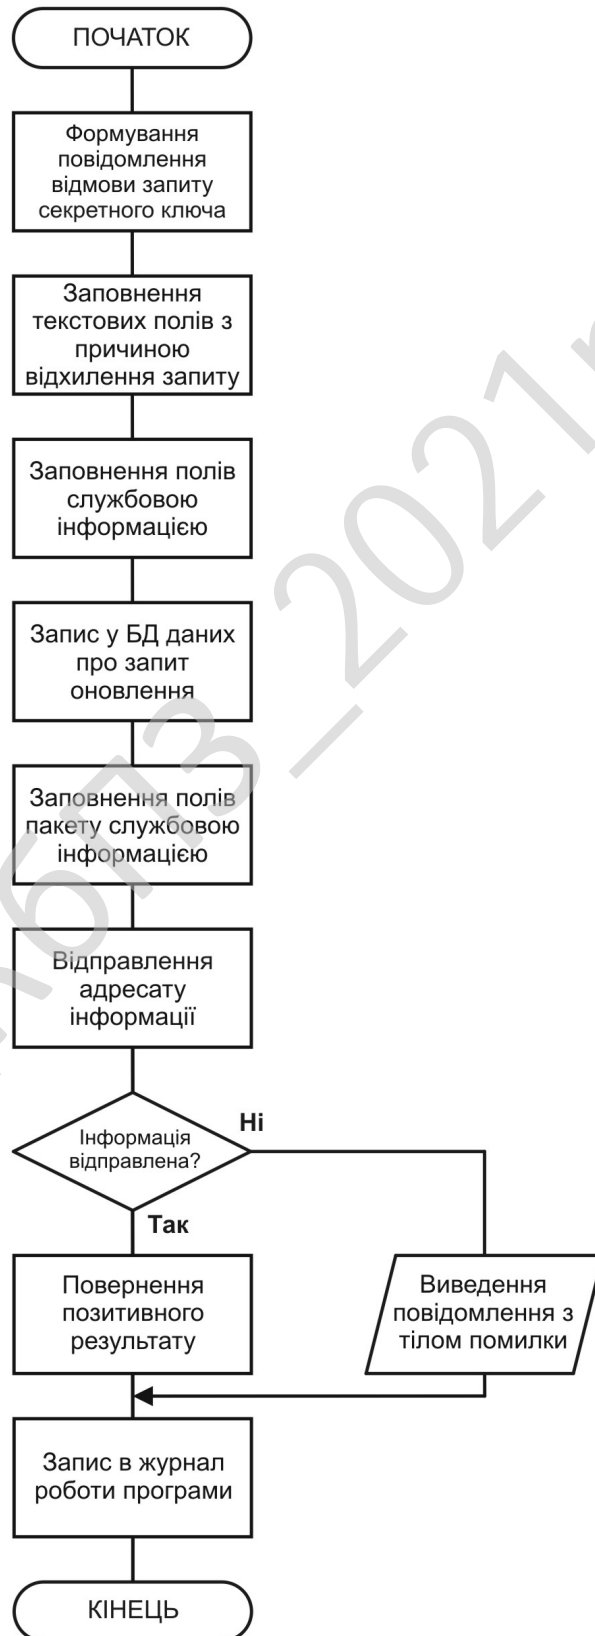 ПОЧАТОК
Формування
повідомлення
відмови запиту
секретного ключа
Заповнення
текстових полів з
причиною
відхилення запиту
Заповнення полів
службовою
інформацією
Запис у БД даних
про запит
оновлення
Заповнення полів
пакету службовою
інформацією
Відправлення
адресату
інформації
Інформація
відправлена?
Ні
Так
Повернення
позитивного
результату
Виведення
повідомлення з
тілом помилки
Запис в журнал
роботи програми
КІНЕЦЬ